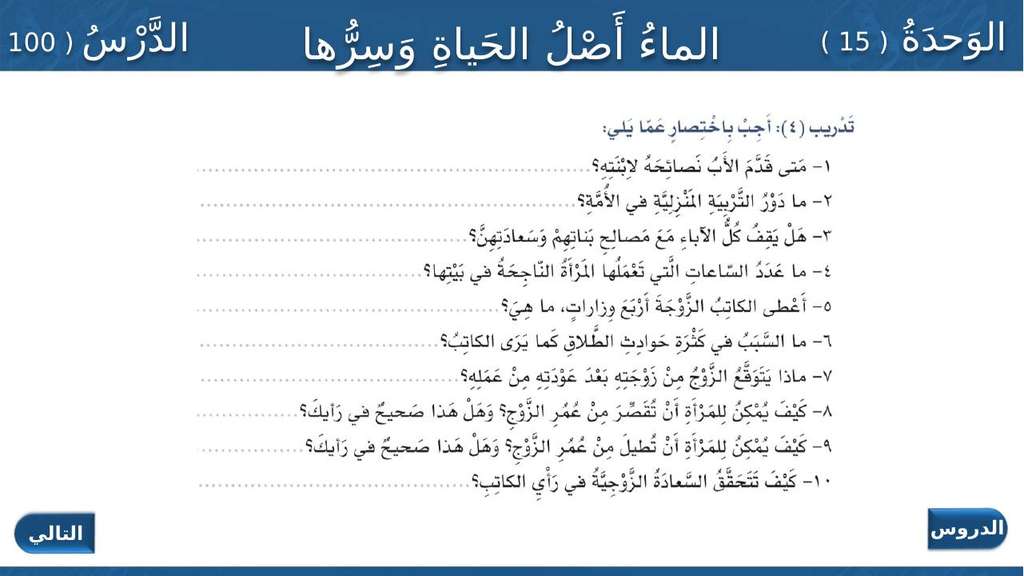 الوَحدَةُ ( 15 )
الماءُ أَصْلُ الحَياةِ وَسِرُّها
الدَّرْسُ ( 100
تَدْريب (٤): أَجِبْ بِاخْتِصارٍ عَمّا يَلي:
١- مَتى قَدَّمَ الأَبُ نَصائِحَهُ لابْنَتِهِ؟
٢- ما دَوْرُ التَّرْبِيَةِ المَنْزِلِيَّةِ في الأُمَّةِ؟
٣- هَلْ يَقِفُ كُلُّ الآباءِ مَعَ مَصالِحِ بَناتِهِمْ وَسَعادَتِهِنَّ؟
٤- ما عَدَدُ السّاعاتِ الَّتي تَعْمَلُها المَرْأَةُ النّاجِحَةُ في بَيْتِها؟
٥- أَعْطى الكاتِبُ الزَّوْجَةَ أَرْبَعَ وِزاراتٍ، ما هِيَ؟
٦- ما السَّبَبُ في كَثْرَةِ حَوادِثِ الطَّلاقِ كَما يَرَى الكاتِبُ؟
٧- ماذا يَتَوَقَّعُ الزَّوْجُ مِنْ زَوْجَتِهِ بَعْدَ عَوْدَتِهِ مِنْ عَمَلِهِ؟
٨- كَيْفَ يُمْكِنُ لِلمَرْأَةِ أَنْ تُقَصِّرَ مِنْ عُمُرِ الزَّوْجِ؟ وَهَلْ هَذا صَحيحٌ في رَأيكَ؟
٩- كَيْفَ يُمْكِنُ لِلمَرْأَةِ أَنْ تُطيلَ مِنْ عُمُرِ الزَّوْجِ؟ وَهَلْ هَذا صَحيحٌ في رَأيكَ؟
١٠- كَيْفَ تَتَحَقَّقُ السَّعادَةُ الزَّوْجِيَّةُ في رَأْيِ الكاتِبِ؟
الدروس
التالي